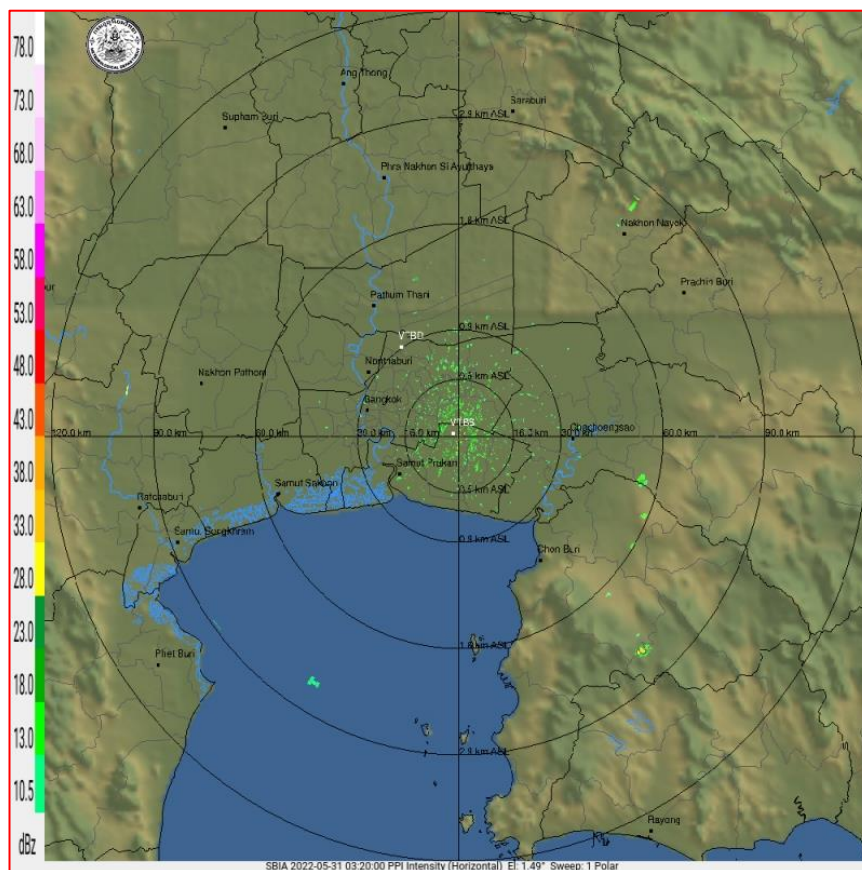 78.0
73.0
68.0
63.0
58.0
53.0
48.0
43.0
38.0
33.0
28.0
23.0
18.0
13.0
10.5
dBz
Ang Thong
Saraburi
2.9 km ASL
Suphan Buri
Phra Nakhon Si Ayutthaya
1.8 km ASL
Nakhon Nayok
Prachin Buri
Pathum Thani
0.9 km ASL
VTBD
Nonthaburi
Nakhon Pathom
0.5 km ASL
Bangkok
VTBS
Chachoengsao
120.0 km
90.0 km
60.0 km
30.0 km
15.0 km
15.0 km
30.0 km
60.0 km
90.0 km
Samut Prakan
Samut Sakhon
0.5 km ASL
Ratchaburi
Samut Songkhram
0.9 km ASL
Chon Buri
1.8 km ASL
Phet Buri
2.9 km ASL
Rayong
SBIA 2022-05-31 03:20:00 PPI Intensity (Horizontal) El: 1.49° Sweep: 1 Polar